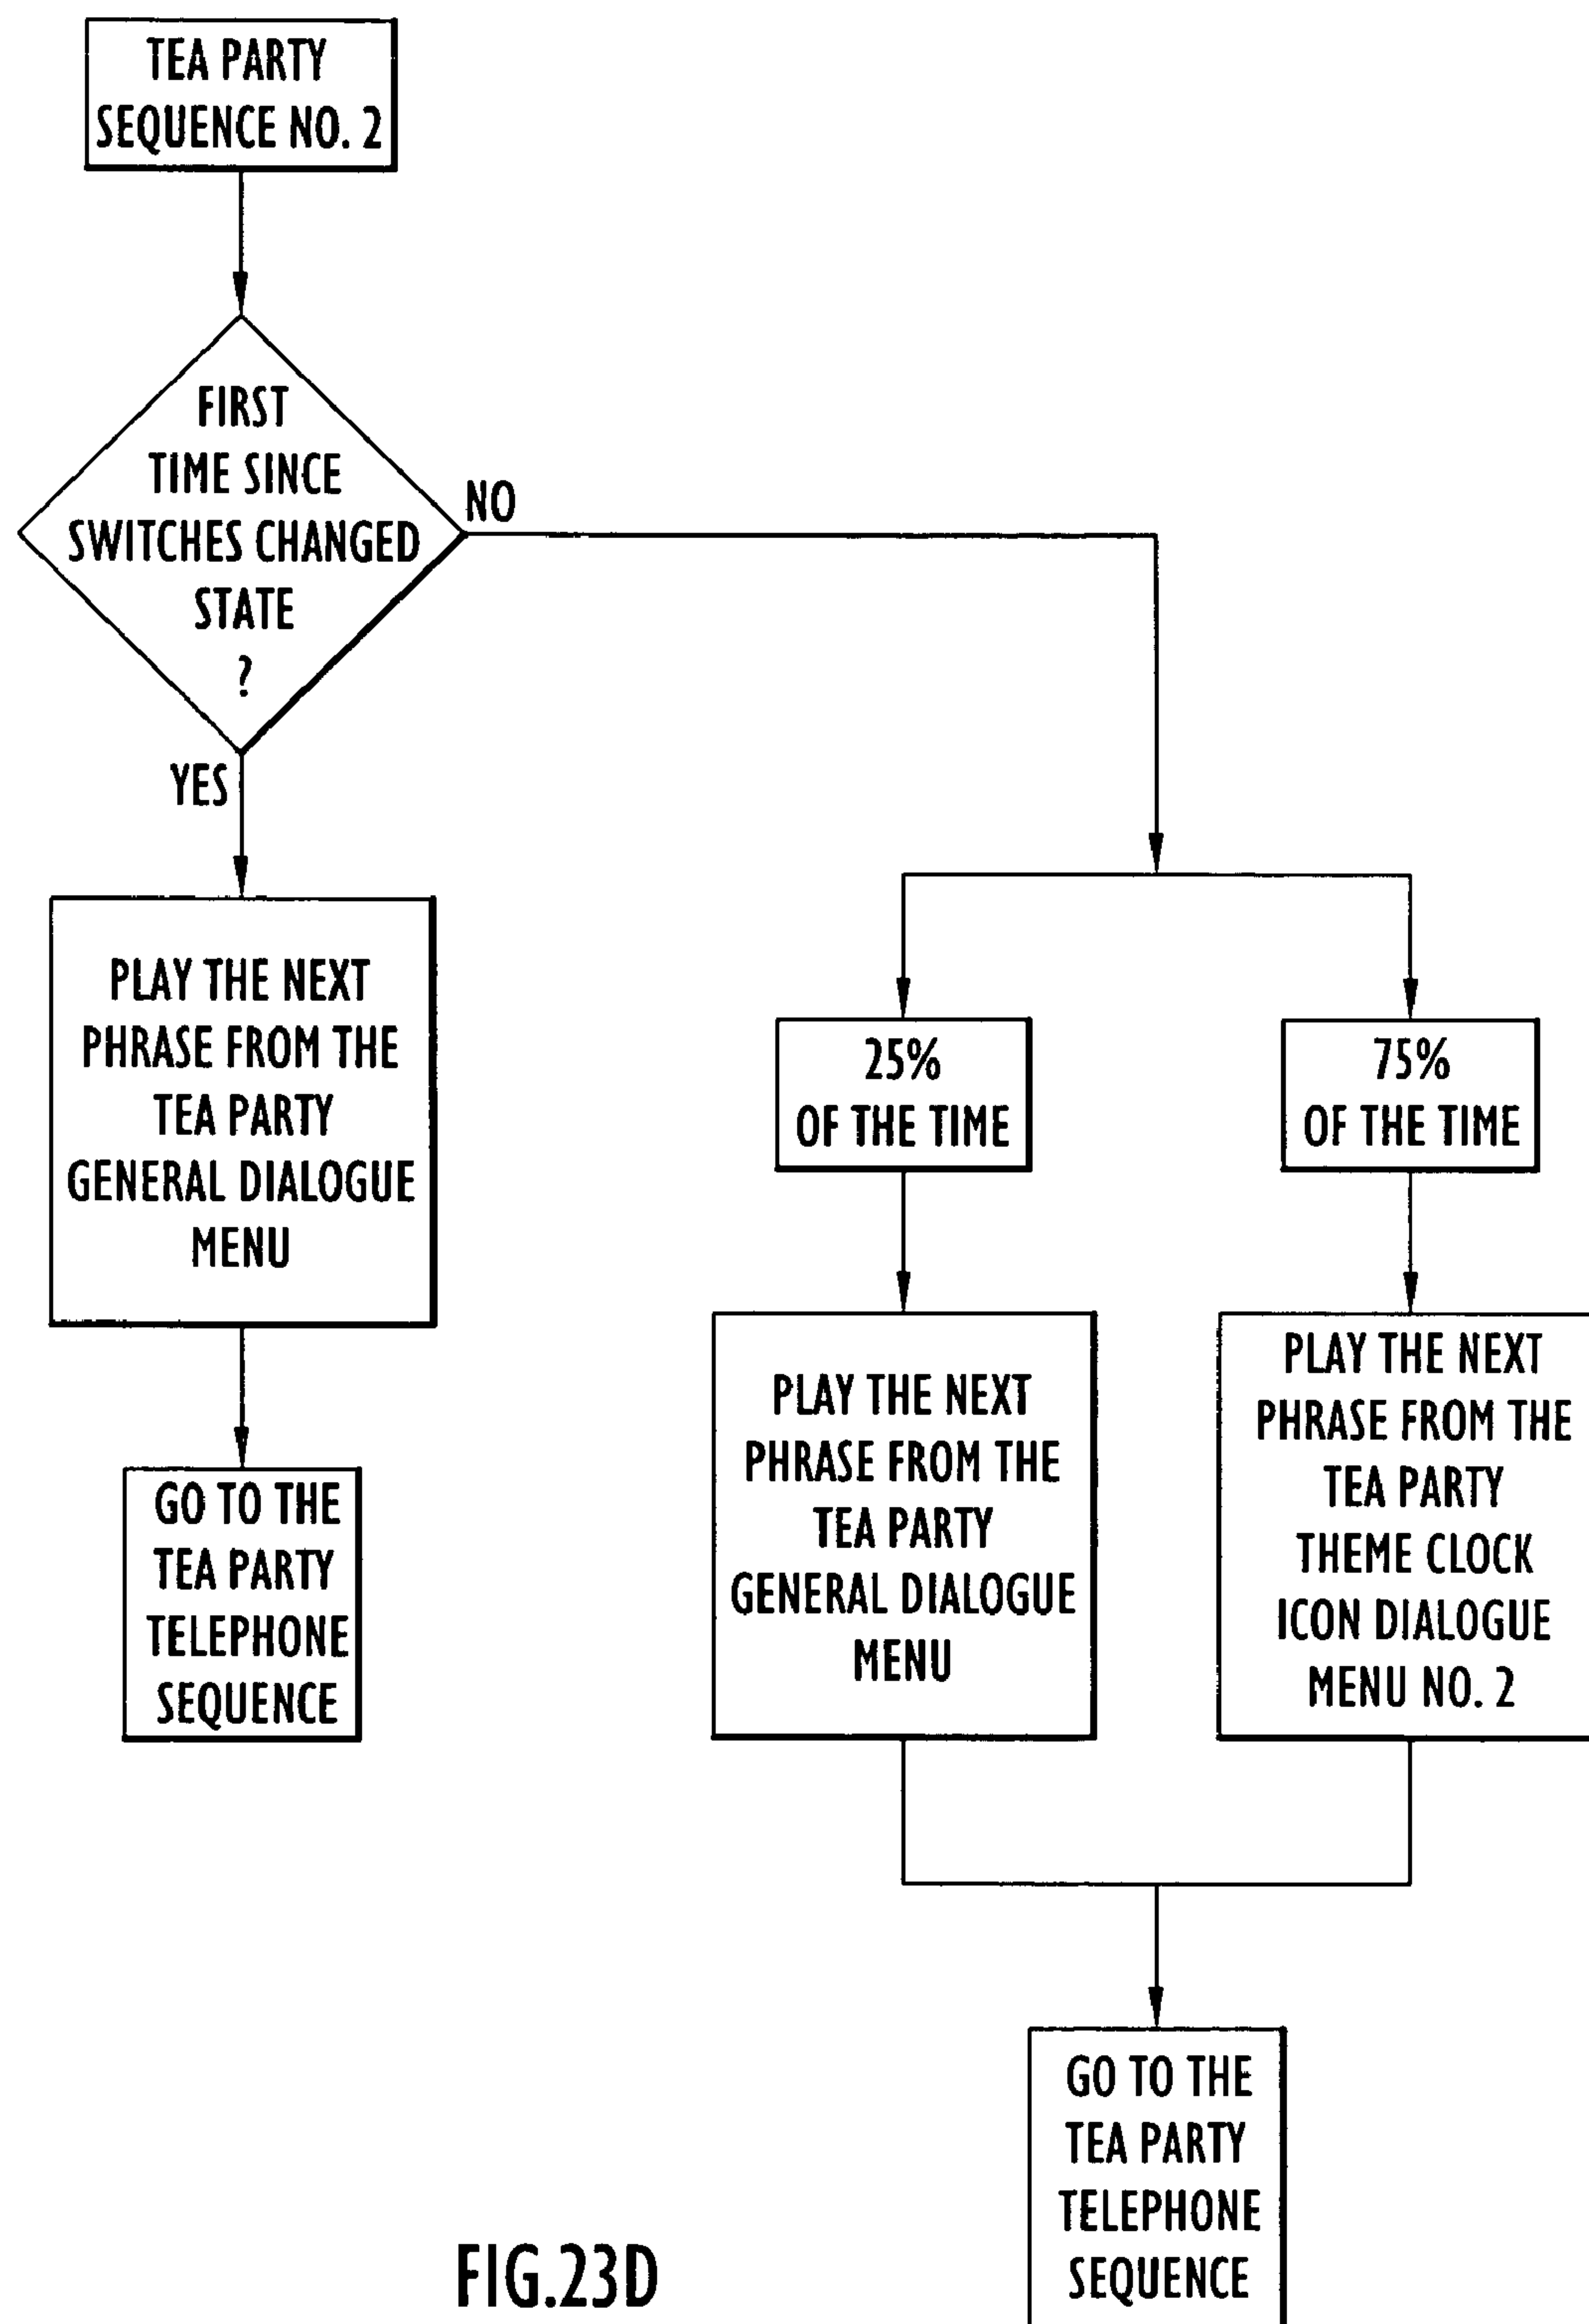 TEA PARTY
SEQUENCE NO. 2
FIRST
TIME SINCE
SWITCHES CHANGED
STATE
?
NO
YES
PLAY THE NEXT
PHRASE FROM THE
TEA PARTY
GENERAL DIALOGUE
MENU
GO TO THE
TEA PARTY
TELEPHONE
SEQUENCE
25%
OF THE TIME
75%
OF THE TIME
PLAY THE NEXT
PHRASE FROM THE
TEA PARTY
GENERAL DIALOGUE
MENU
PLAY THE NEXT
PHRASE FROM THE
TEA PARTY
THEME CLOCK
ICON DIALOGUE
MENU NO. 2
GO TO THE
TEA PARTY
TELEPHONE
SEQUENCE
FIG.23D